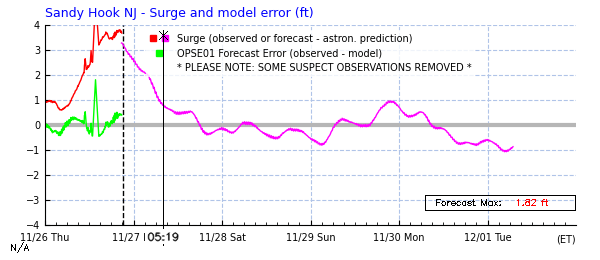 Sandy Hook NJ - Surge and model error (ft)
Surge (observed or forecast - astron. prediction)
OPSE01 Forecast Error (observed - model)
* PLEASE NOTE: SOME SUSPECT OBSERVATIONS REMOVED *
4
3
2
1
0
−1
−2
−3
−4
Forecast Max: 1.82 ft
11/26 Thu 11/27 05:19 11/28 Sat 11/29 Sun 11/30 Mon 12/01 Tue (ET)
N/A